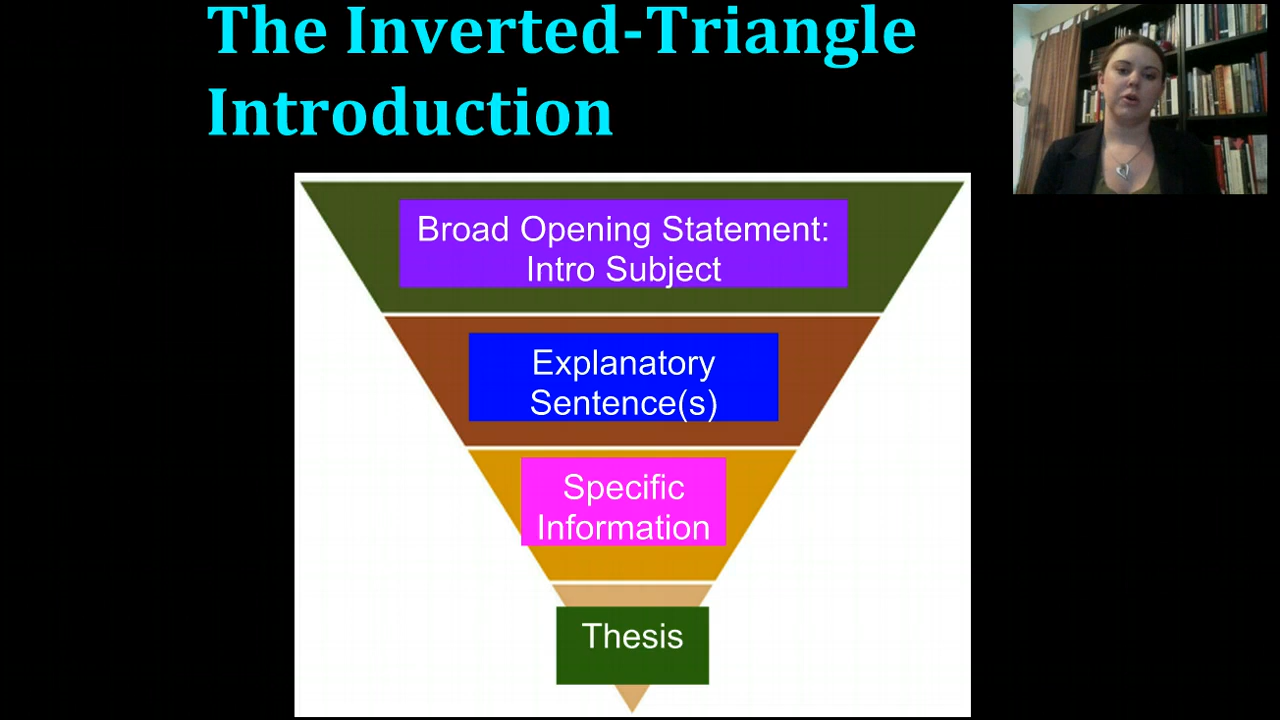 The Inverted-Triangle
Introduction
Broad Opening Statement:
Intro Subject
Explanatory
Sentence(s)
Specific
Information
Thesis